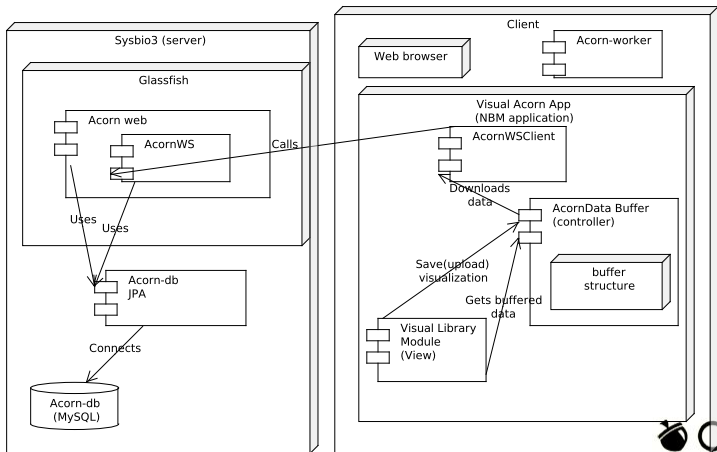 Sysbio3 (server)
Glassfish
Acorn web
AcornWS
Uses
Uses
Acorn-db
JPA
Connects
Acorn-db
(MySQL)
Calls
Client
Web browser
Acorn-worker
Visual Acorn App
(NBM application)
AcornWSClient
Downloads
data
AcornData Buffer
(controller)
buffer
structure
Save(upload)
visualization
Gets buffered
data
Visual Library
Module
(View)